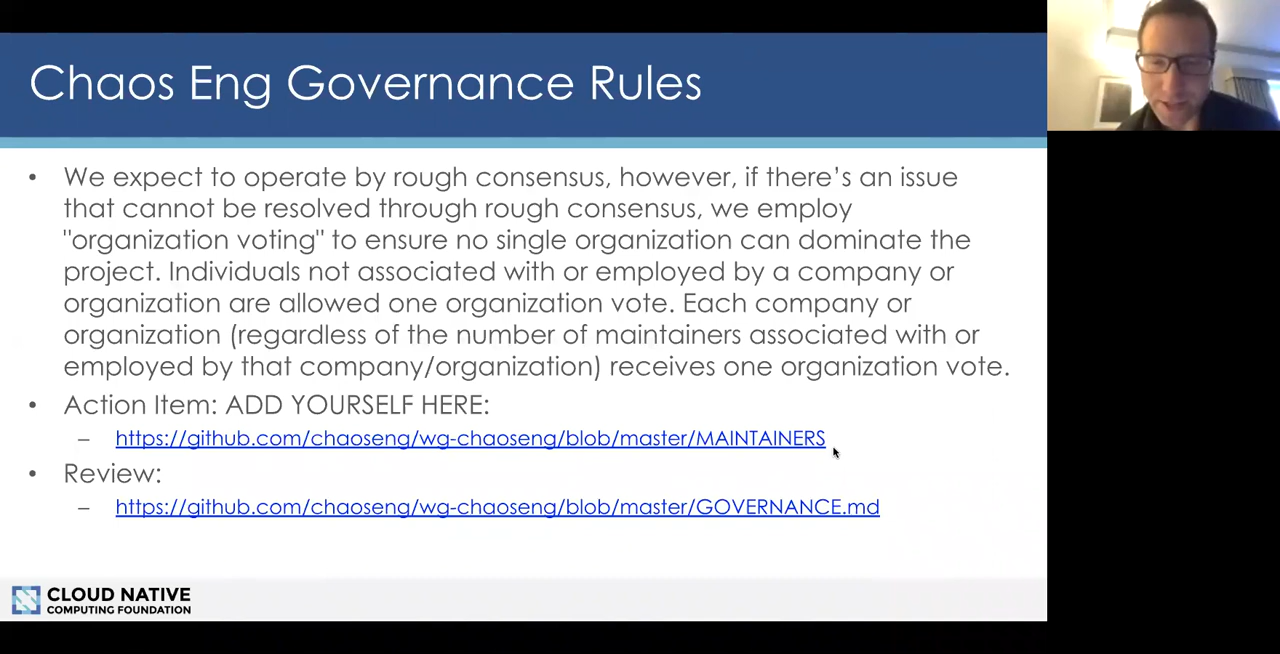 Chaos Eng Governance Rules
• We expect to operate by rough consensus, however, if there’s an issue
that cannot be resolved through rough consensus, we employ
"organization voting" to ensure no single organization can dominate the
project. Individuals not associated with or employed by a company or
organization are allowed one organization vote. Each company or
organization (regardless of the number of maintainers associated with or
employed by that company/organization) receives one organization vote.
• Action Item: ADD YOURSELF HERE:
– https://github.com/chaoseng/wg-chaoseng/blob/master/MAINTAINERS
• Review:
– https://github.com/chaoseng/wg-chaoseng/blob/master/GOVERNANCE.md
CLOUD NATIVE
COMPUTING FOUNDATION